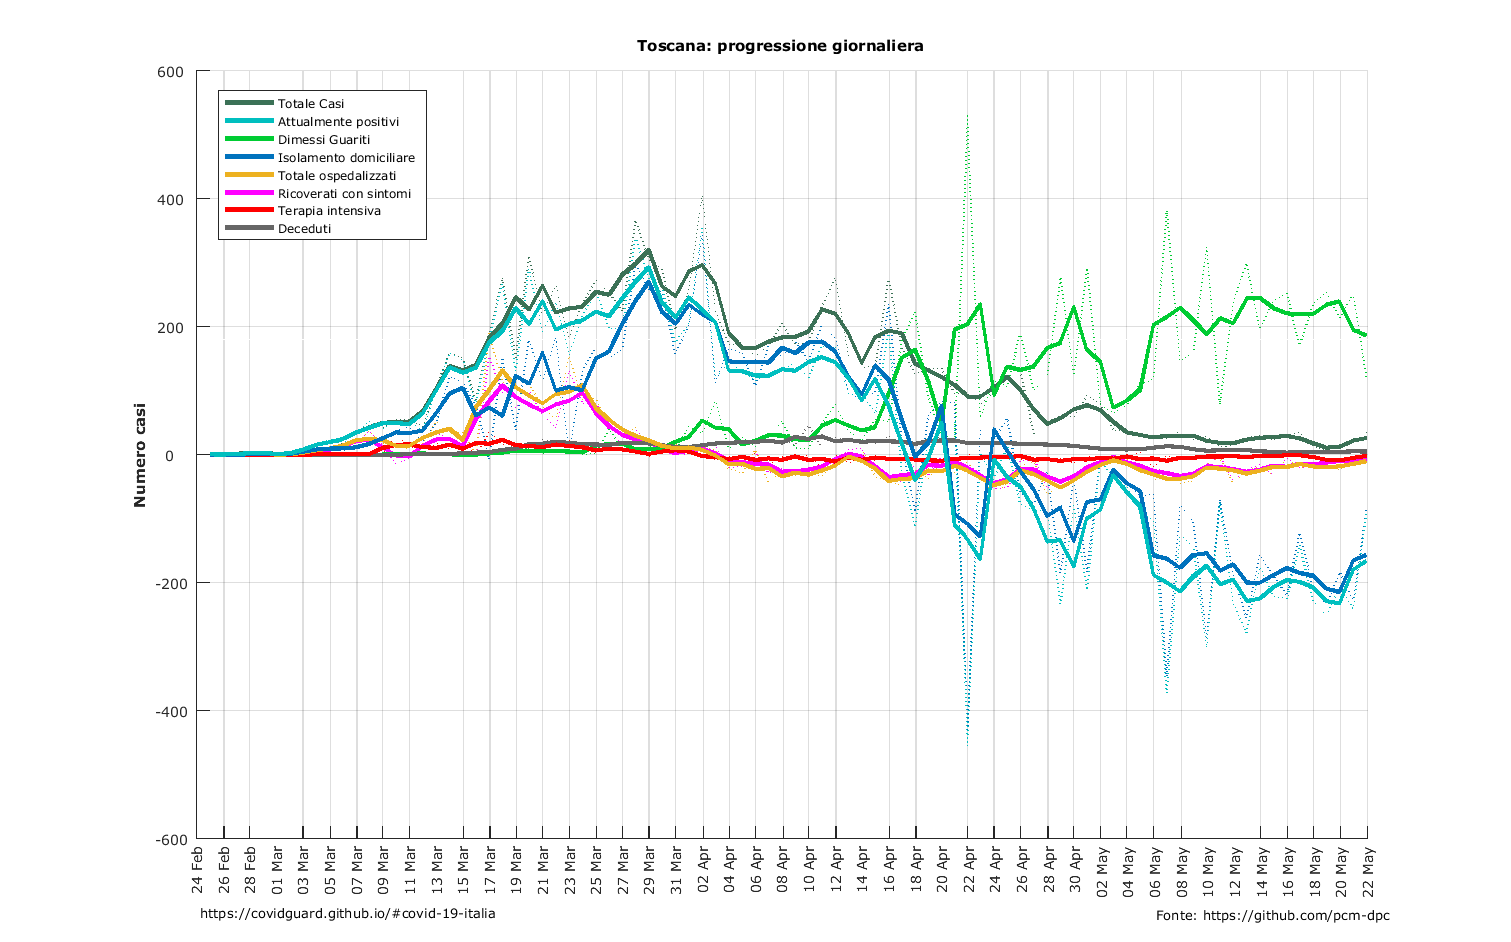 Toscana: progressione giornaliera
Numero casi
600
400
200
0
-200
-400
-600
Totale Casi
Attualmente positivi
Dimessi Guariti
Isolamento domiciliare
Totale ospedalizzati
Ricoverati con sintomi
Terapia intensiva
Deceduti
24 Feb
26 Feb
28 Feb
01 Mar
03 Mar
05 Mar
07 Mar
09 Mar
11 Mar
13 Mar
15 Mar
17 Mar
19 Mar
21 Mar
23 Mar
25 Mar
27 Mar
29 Mar
31 Mar
02 Apr
04 Apr
06 Apr
08 Apr
10 Apr
12 Apr
14 Apr
16 Apr
18 Apr
20 Apr
22 Apr
24 Apr
26 Apr
28 Apr
30 Apr
02 May
04 May
06 May
08 May
10 May
12 May
14 May
16 May
18 May
20 May
22 May
https://covidguard.github.io/#covid-19-italia
Fonte: https://github.com/pcm-dpc